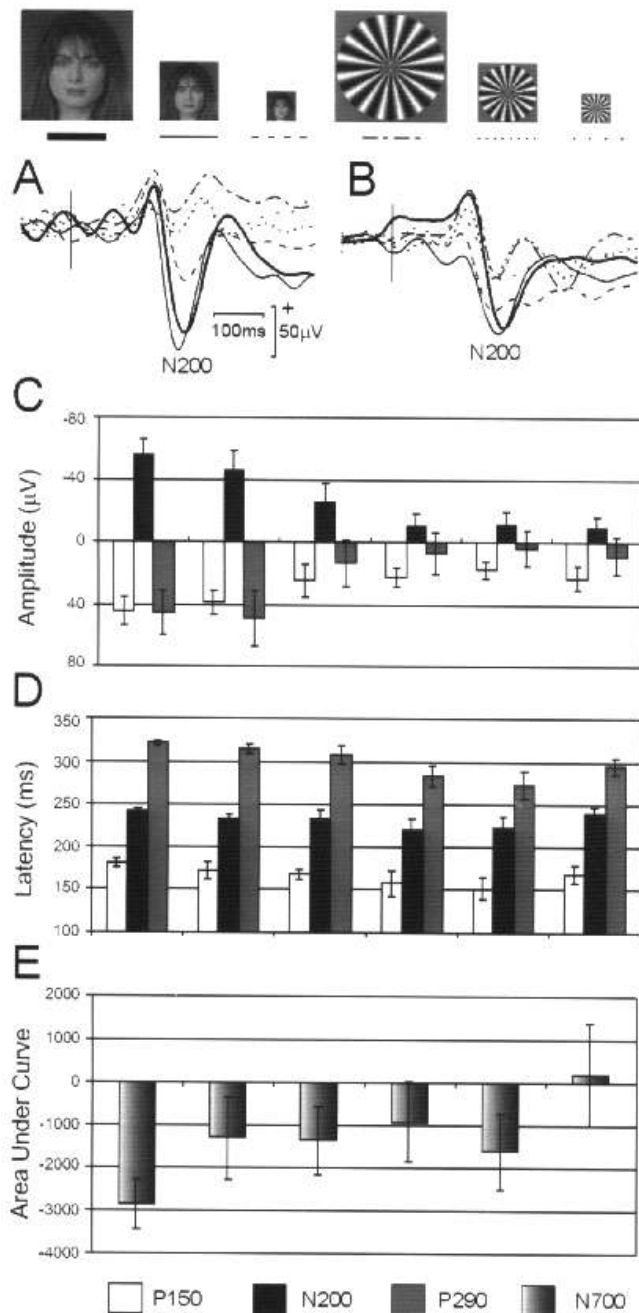 A
B
+
100ms
50μV
N200
N200
C
-80
-40
0
40
80
Amplitude (μV)
D
350
300
250
200
150
100
Latency (ms)
E
2000
1000
0
-1000
-2000
-3000
-4000
Area Under Curve
P150 N200 P290 N700